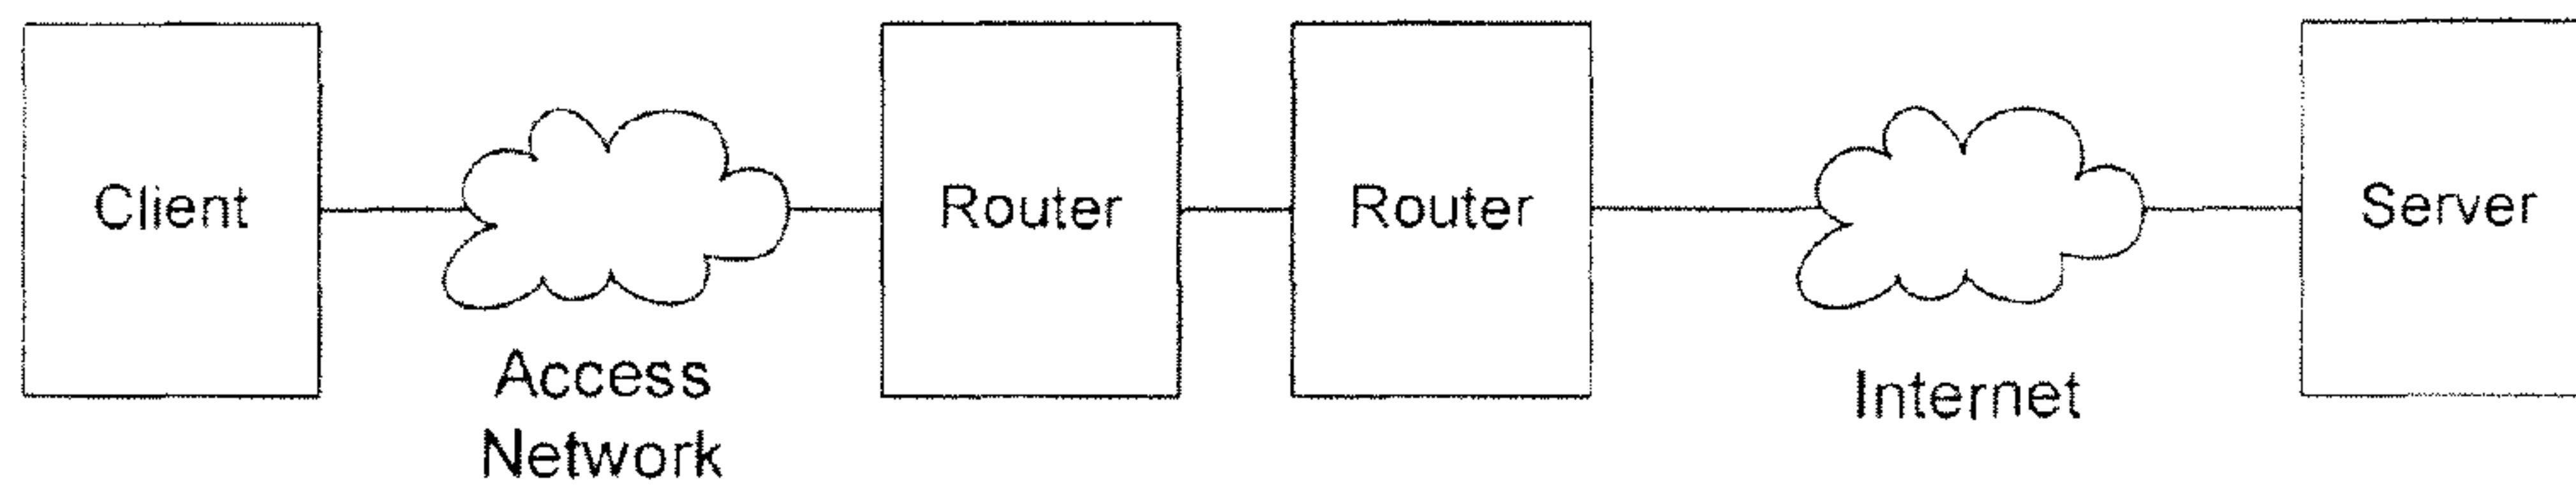 Client
Access
Network
Router
Router
Internet
Server